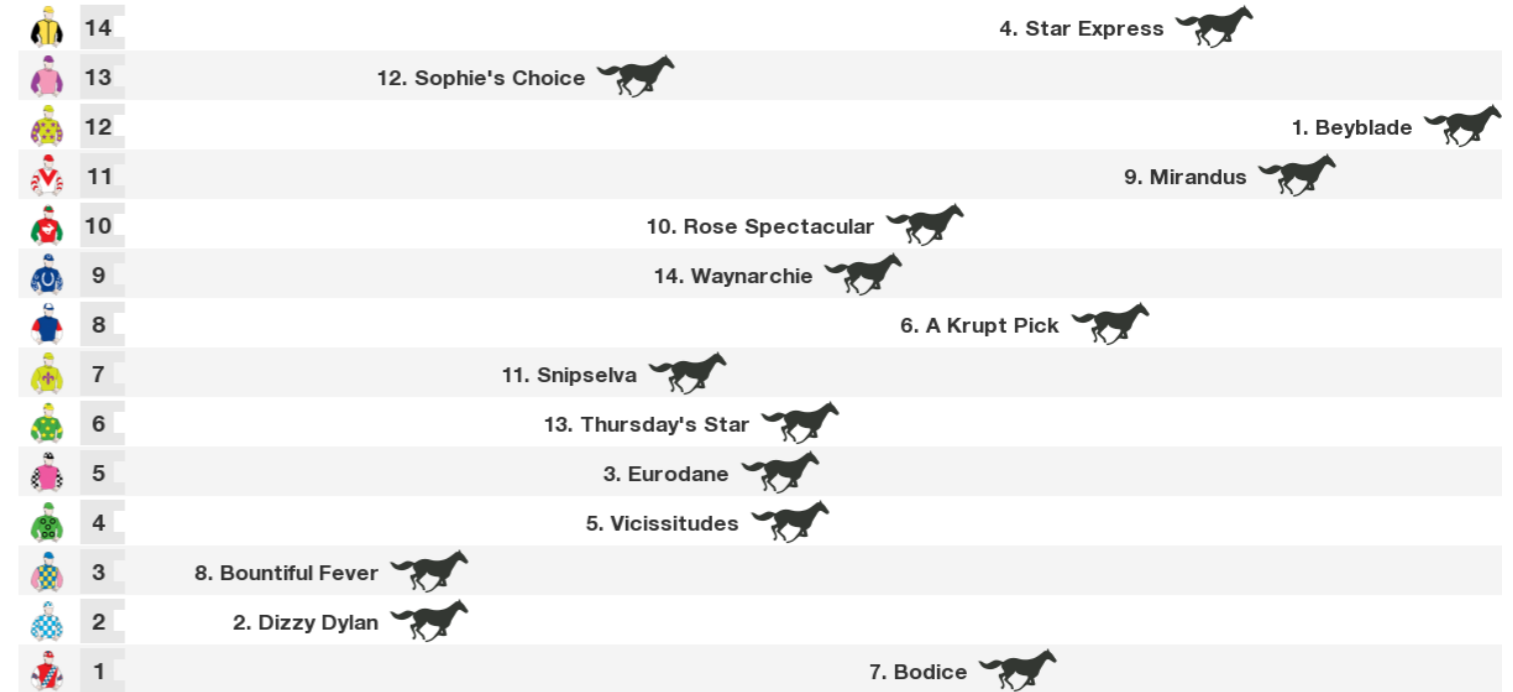 14 4. Star Express
13 12. Sophie's Choice
12 1. Beyblade
11 9. Mirandus
10 10. Rose Spectacular
9 14. Waynarchie
8 6. A Krupt Pick
7 11. Snipselva
6 13. Thursday's Star
5 3. Eurodane
4 5. Vicissitudes
3 8. Bountiful Fever
2 2. Dizzy Dylan
1 7. Bodice